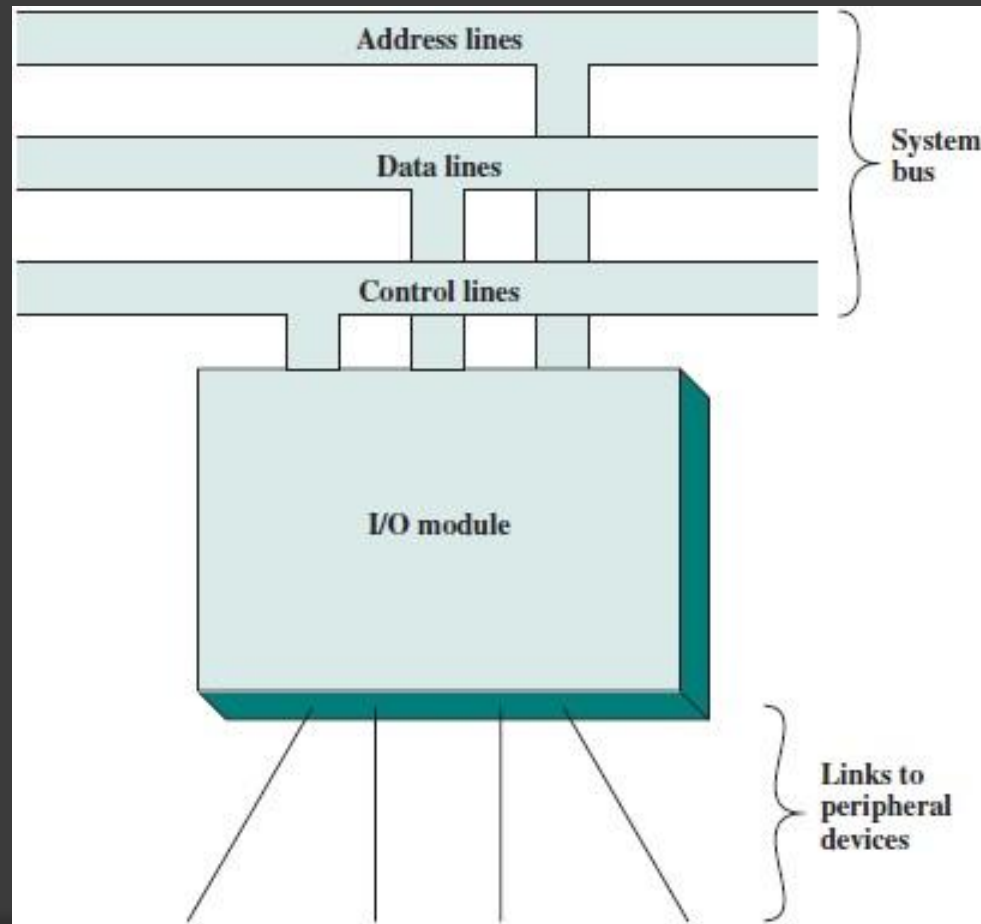 Address lines
System
bus
Data lines
Control lines
I/O module
Links to
peripheral
devices